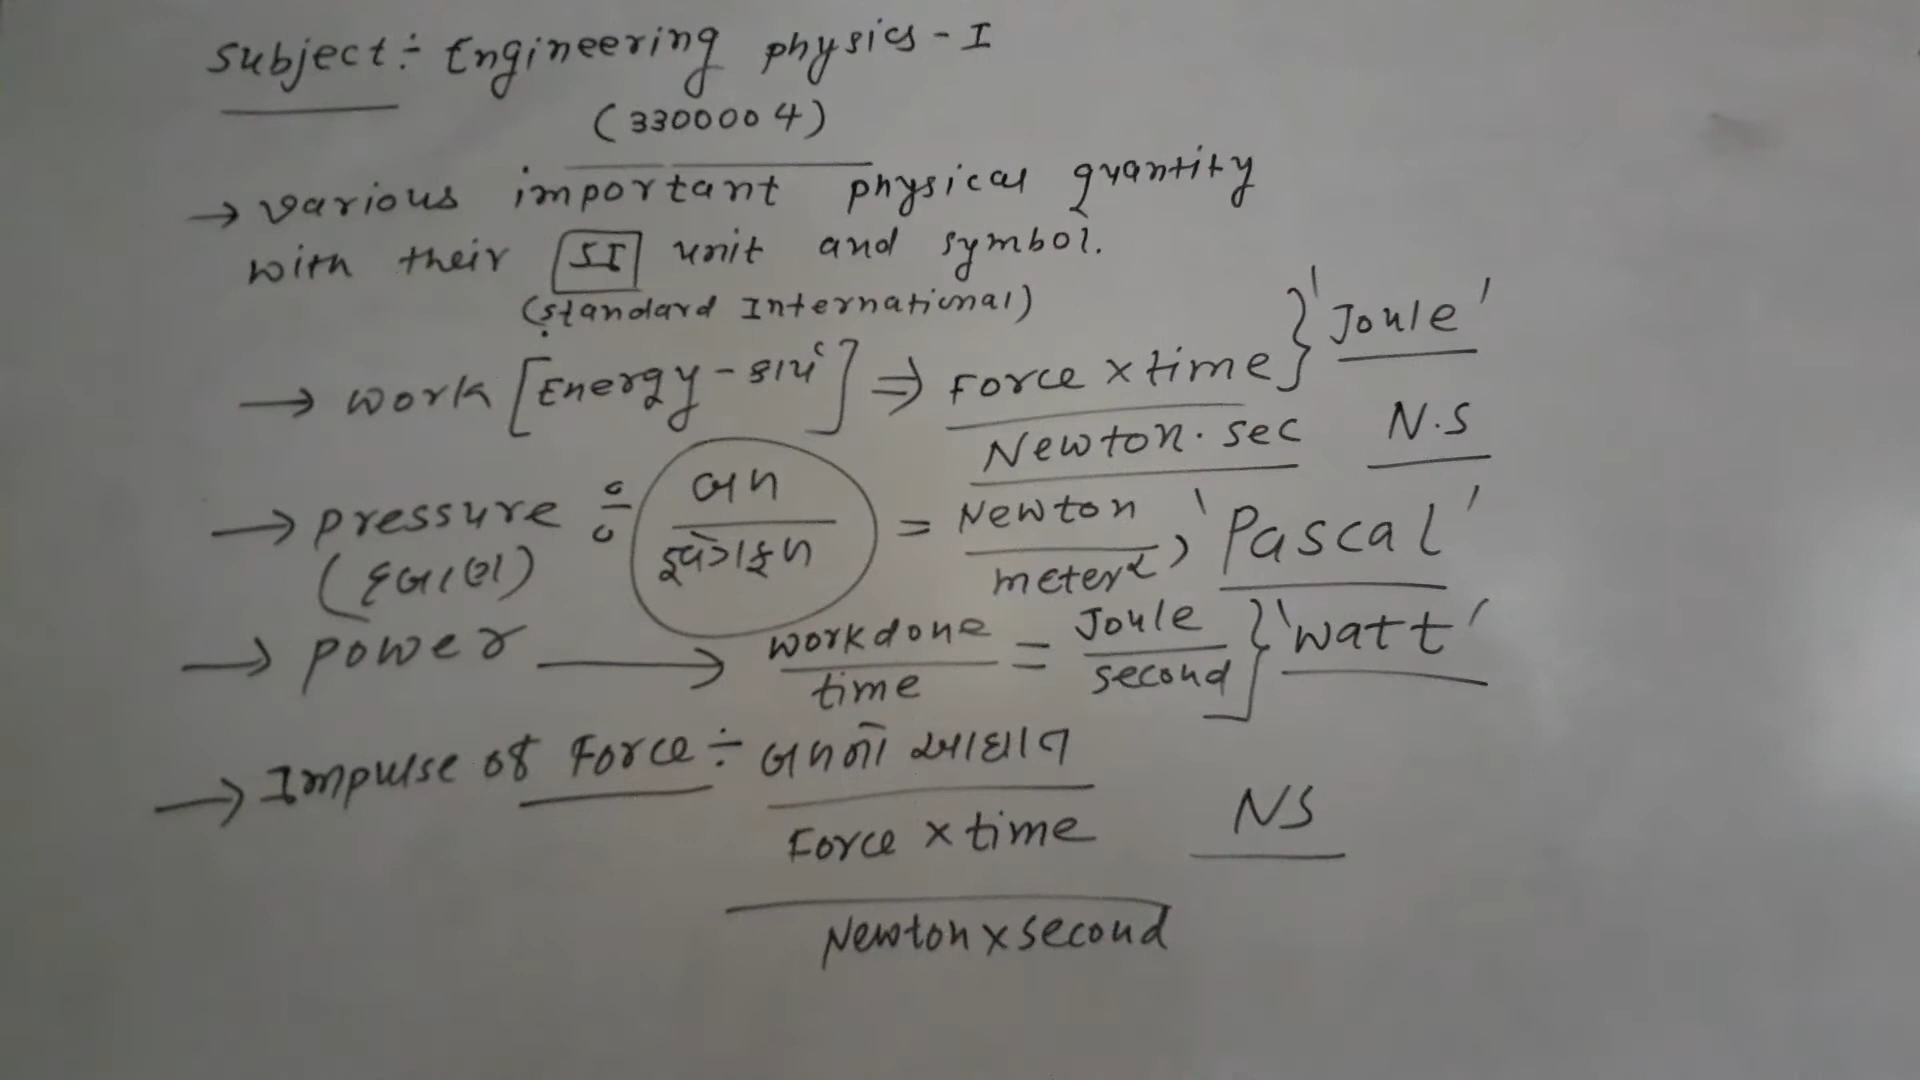 Subject:- Engineering physics - I
(3300004)
→ various important physical quantity
with their SI unit and symbol.
(standard International)
→ work [Energy - કાર્ય] ⇒ Force × time } 'Joule'
Newton. sec N.S
→ pressure ÷ બળ / ક્ષેત્રફળ = Newton / meter², 'Pascal'
(દબાણ)
→ power → workdone / time = Joule / second } 'watt'
→ Impulse of Force ÷ બળનો આઘાત
Force × time NS
Newton × second